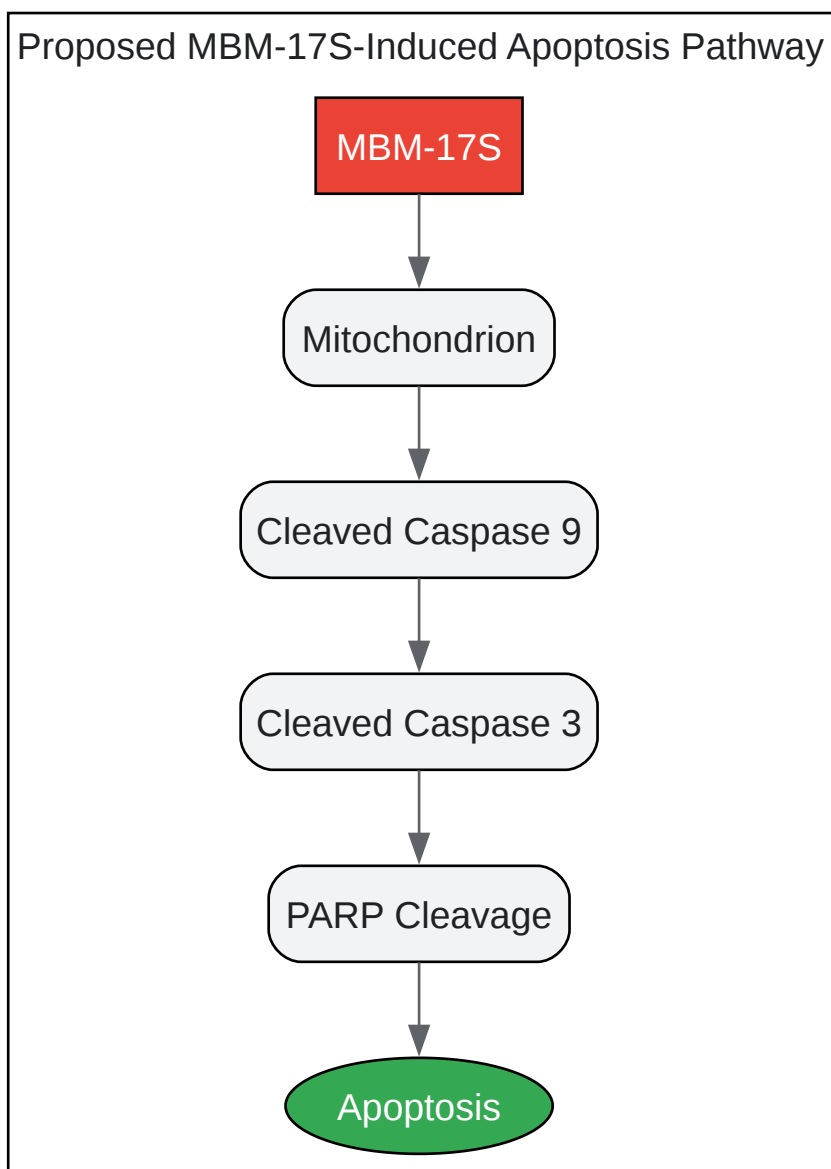 Proposed MBM-17S-Induced Apoptosis Pathway
MBM-17S
Mitochondrion
Cleaved Caspase 9
Cleaved Caspase 3
PARP Cleavage
Apoptosis